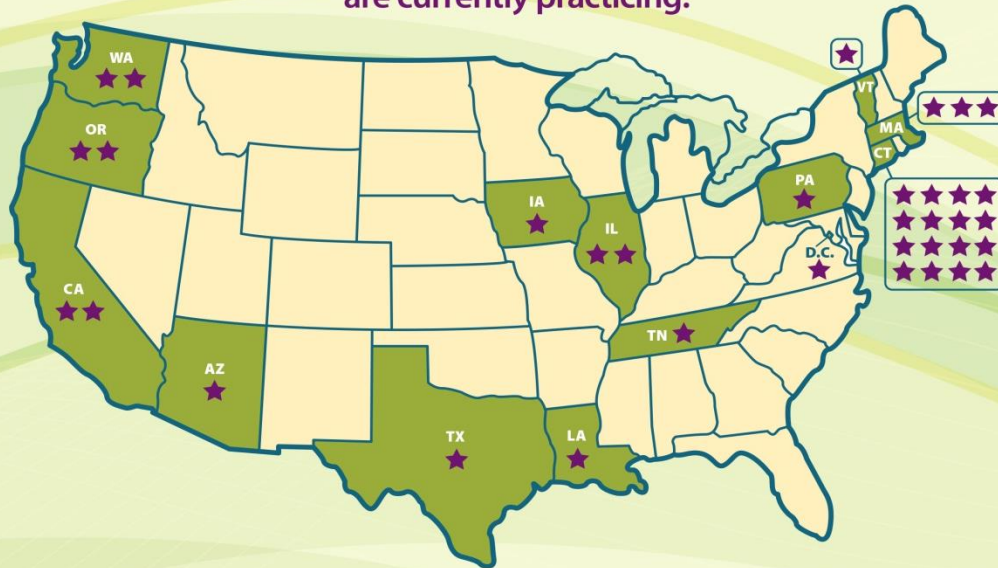 are currently practicing.
WA
VT
OR
MA
CT
PA
IA
IL
D.C.
CA
TN
AZ
TX
LA